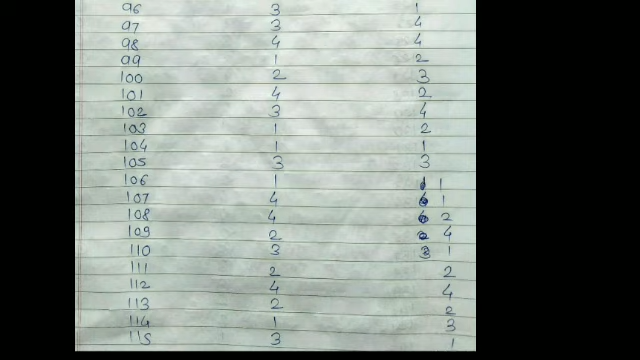 96 3 1
97 3 4
98 4 4
99 1 2
100 2 3
101 4 2
102 3 4
103 1 2
104 1 1
105 3 3
106 1 1
107 4 1
108 4 2
109 2 4
110 3 1
111 2 2
112 4 4
113 2 2
114 1 3
115 3 1